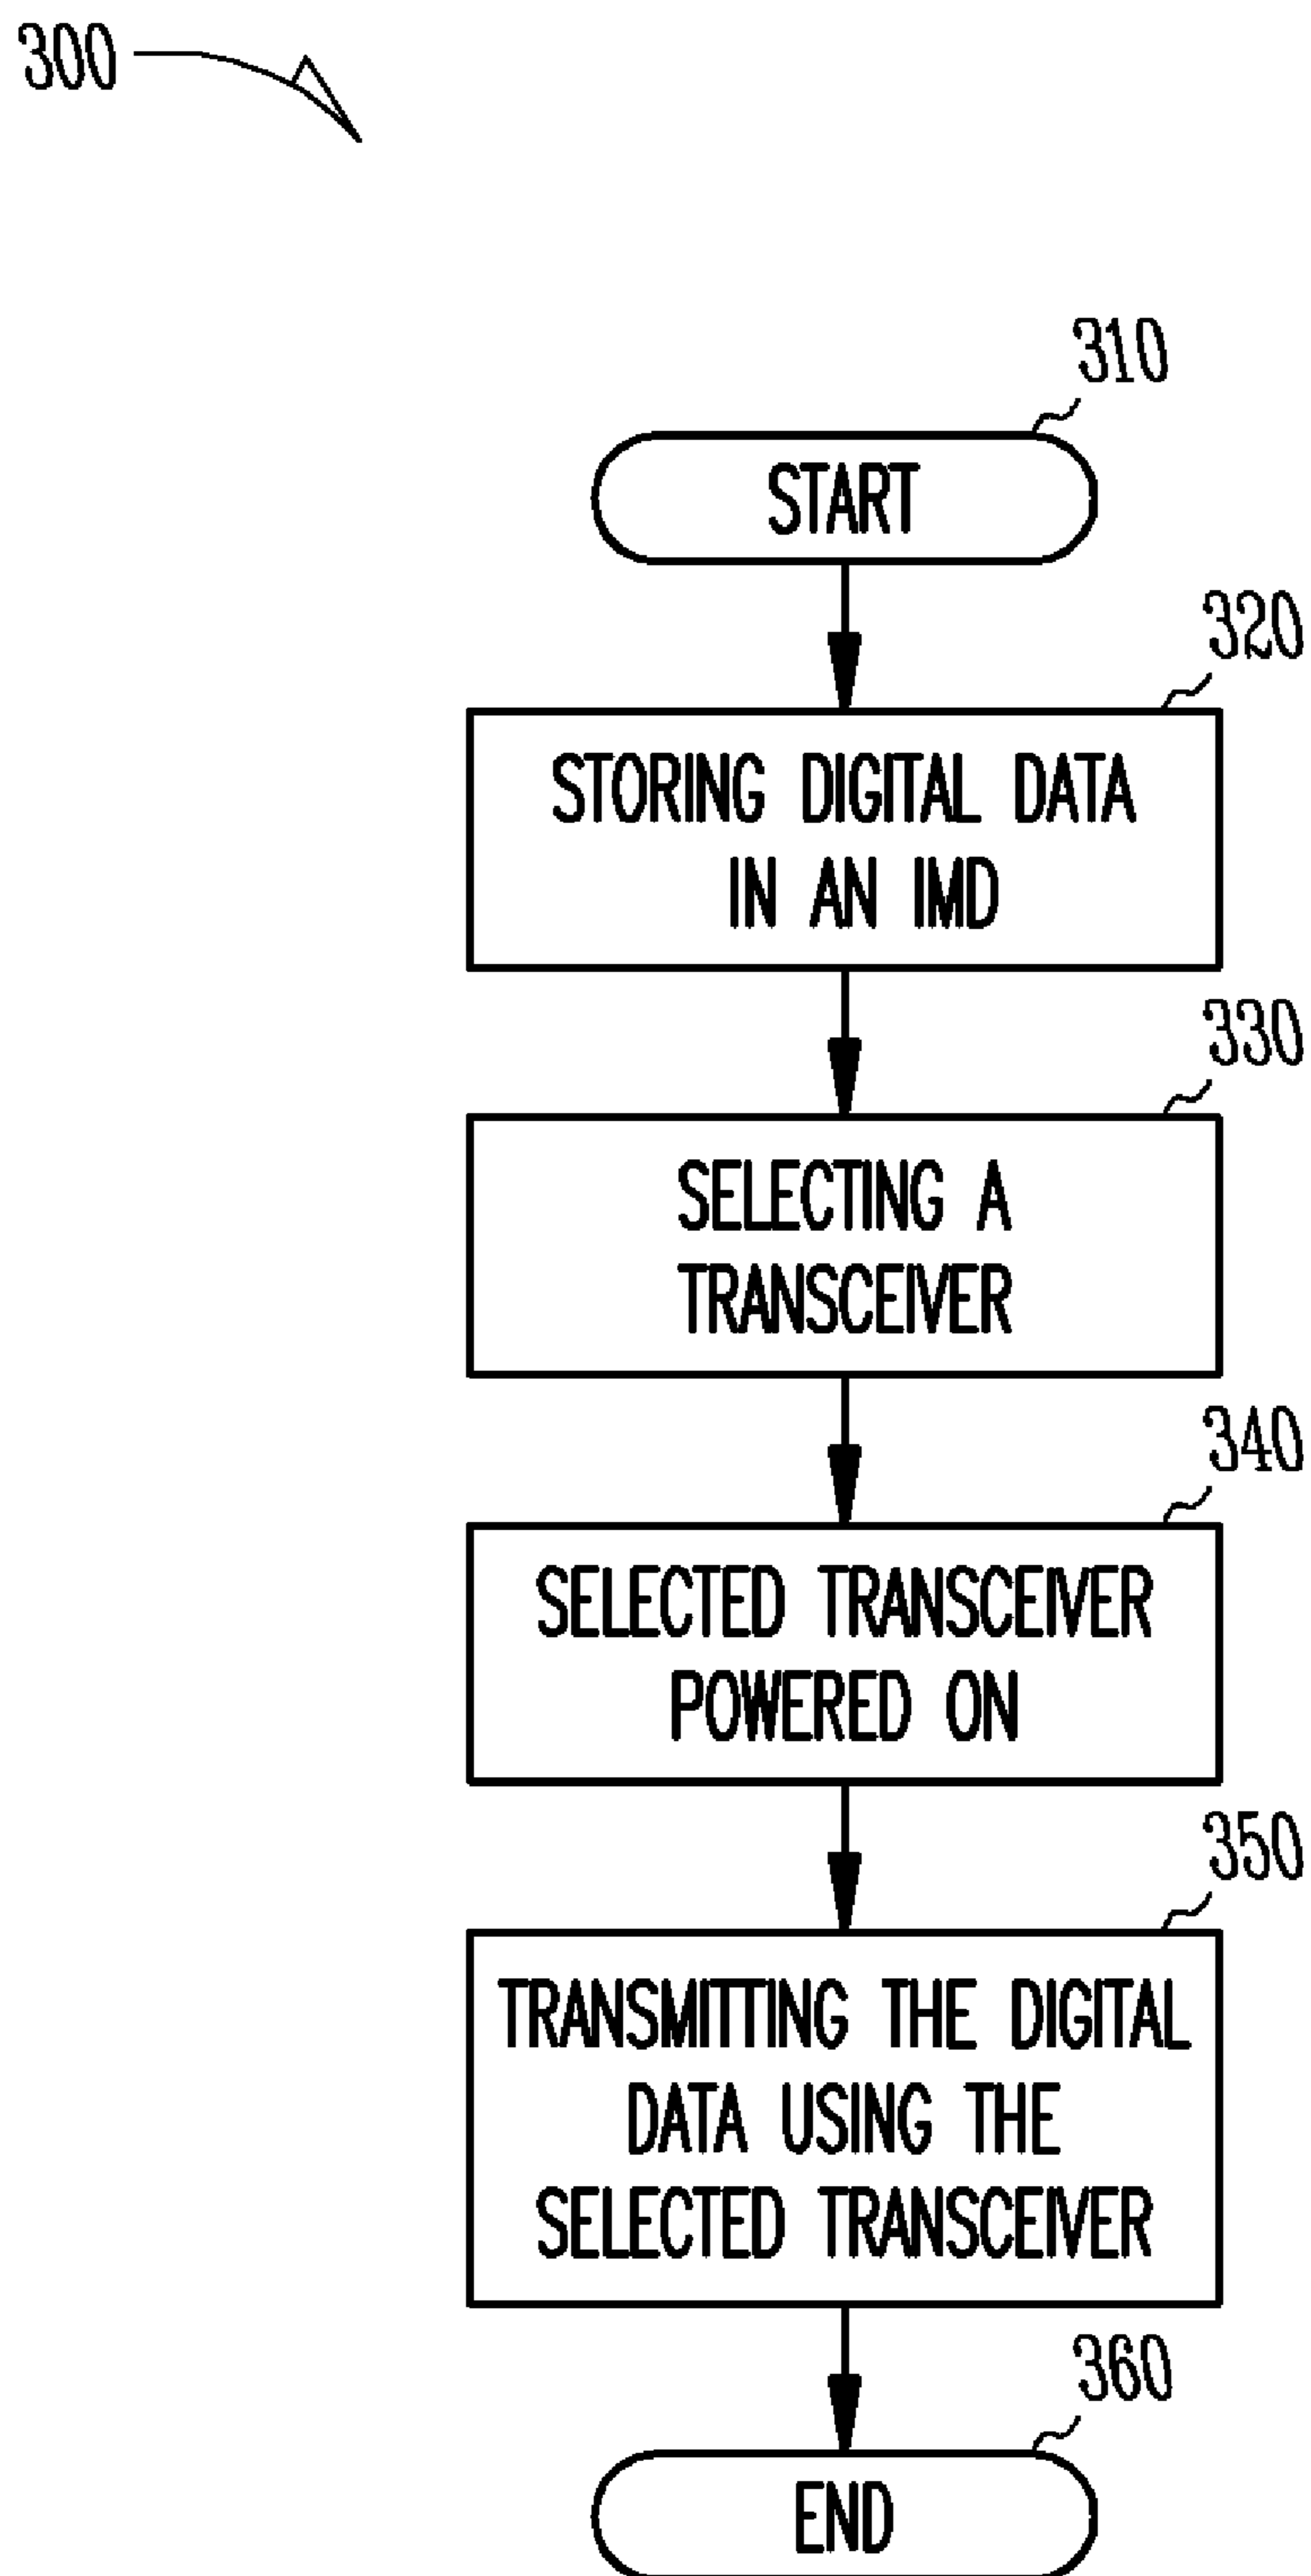 300
310
START
320
STORING DIGITAL DATA
IN AN IMD
330
SELECTING A
TRANSCEIVER
340
SELECTED TRANSCEIVER
POWERED ON
350
TRANSMITTING THE DIGITAL
DATA USING THE
SELECTED TRANSCEIVER
360
END